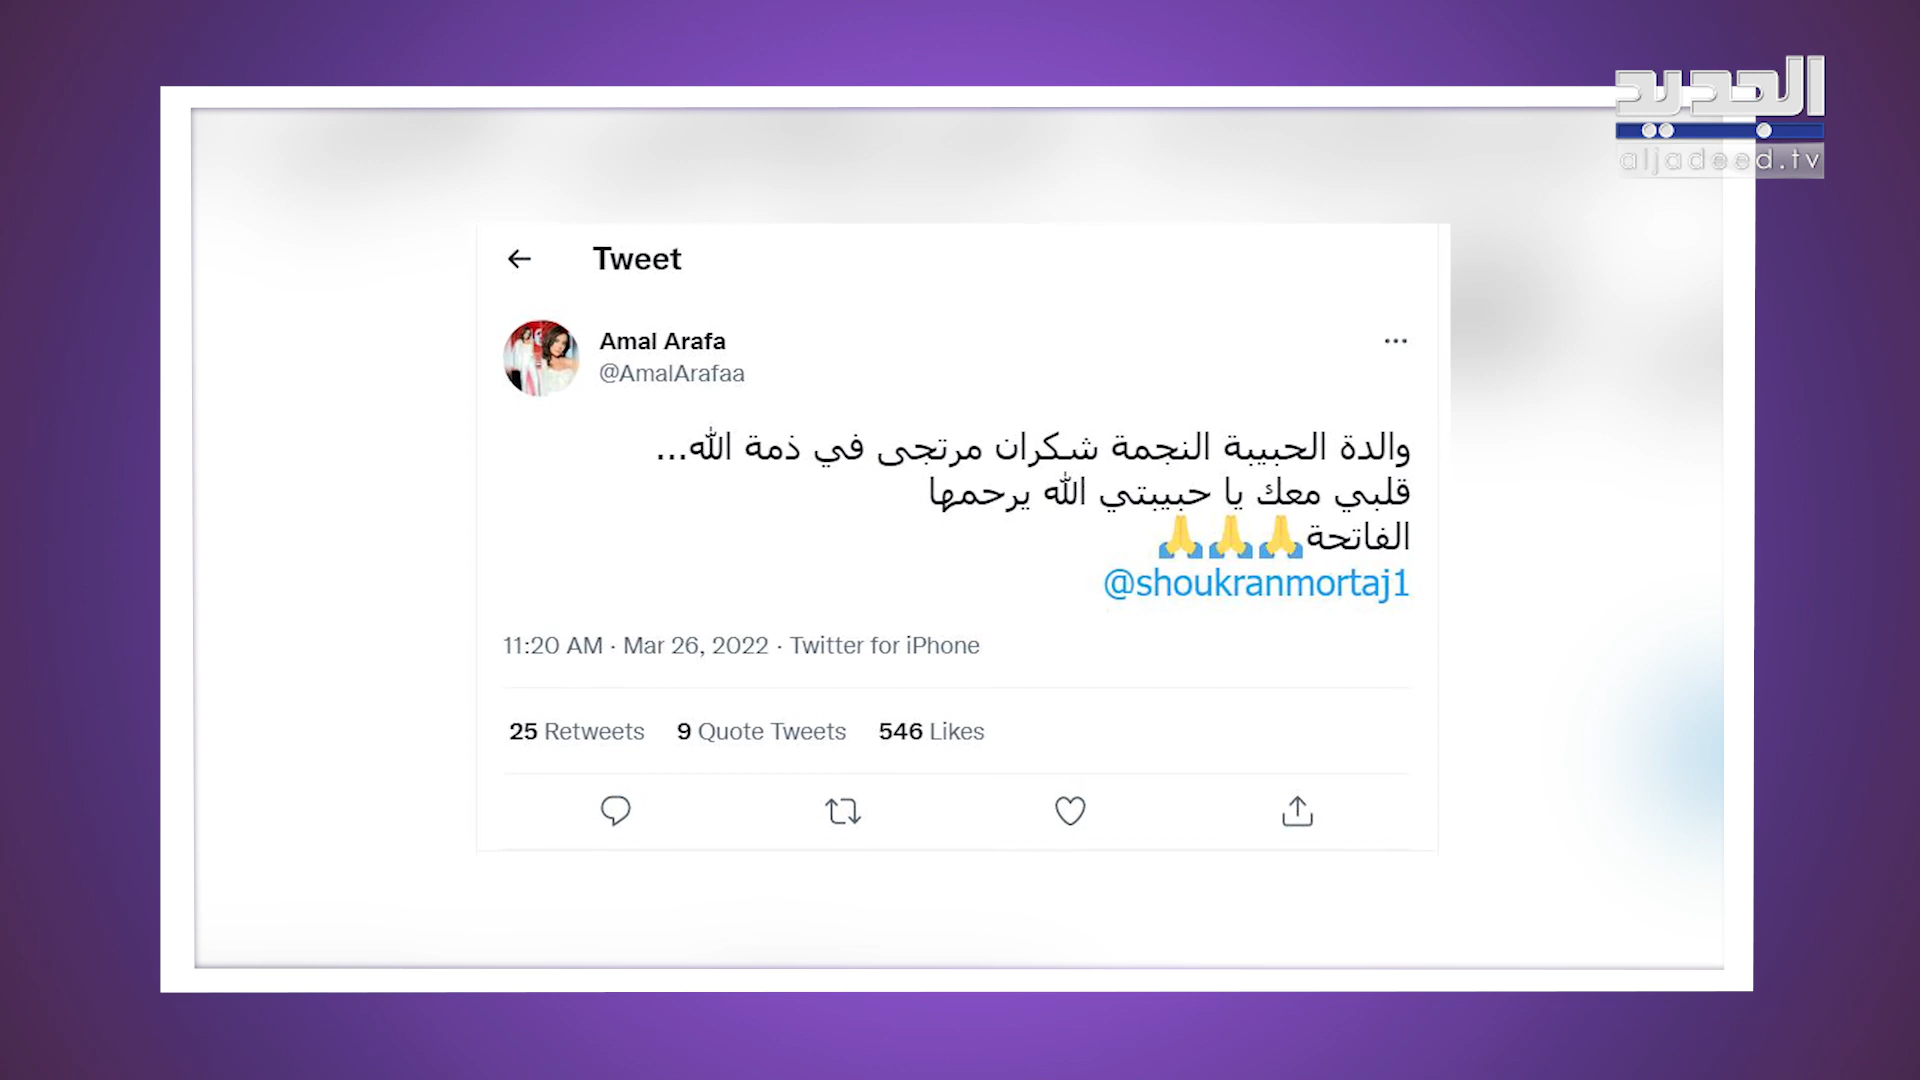 الجديد
aljadeed.tv
Tweet
Amal Arafa
@AmalArafaa
والدة الحبيبة النجمة شكران مرتجى في ذمة الله...
قلبي معك يا حبيبتي الله يرحمها
الفاتحة🙏🙏🙏
@shoukranmortaj1
11:20 AM · Mar 26, 2022 · Twitter for iPhone
25 Retweets 9 Quote Tweets 546 Likes